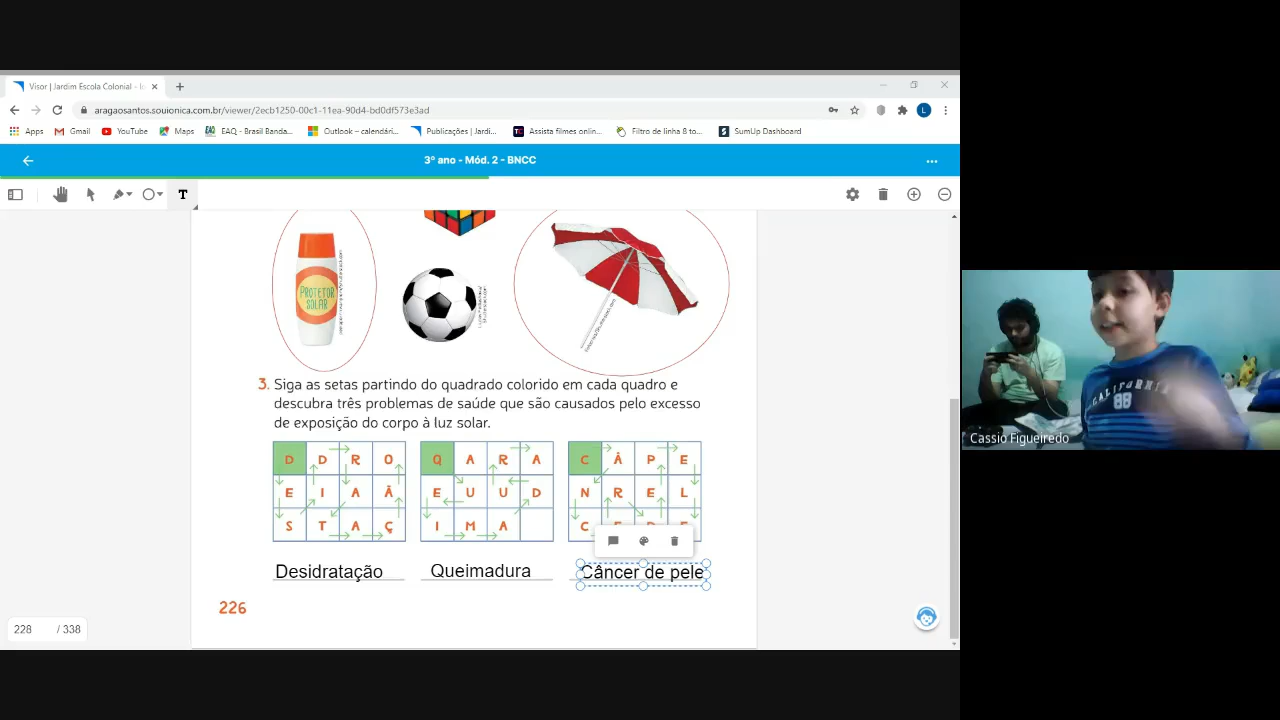 Visor | Jardim Escola Colonial - I
aragaosantos.souionica.com.br/viewer/2ecb1250-00c1-11ea-90d4-bd0df573e3ad
L
Apps Gmail YouTube Maps EAQ - Brasil Banda... Outlook – calendári... Publicações | Jardi... Assista filmes onlin... Filtro de linha 8 to... SumUp Dashboard
3º ano - Mód. 2 - BNCC
T
PROTETOR
SOLAR
3. Siga as setas partindo do quadrado colorido em cada quadro e
descubra três problemas de saúde que são causados pelo excesso
de exposição do corpo à luz solar.
D D R O Q A R A C Â P E
E I A Ã E U U D N R E L
S T A Ç I M A C E D E
Desidratação Queimadura Câncer de pele
226
228 / 338
CALIFORNIA
88
Cassio Figueiredo